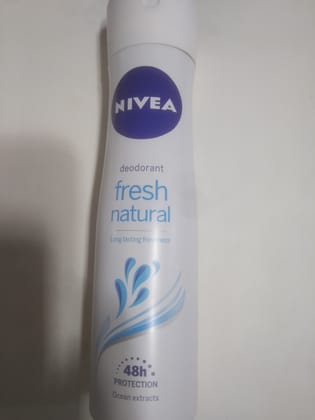 NIVEA
deodorant
fresh
natural
Long lasting freshness
48h
PROTECTION
Ocean extracts